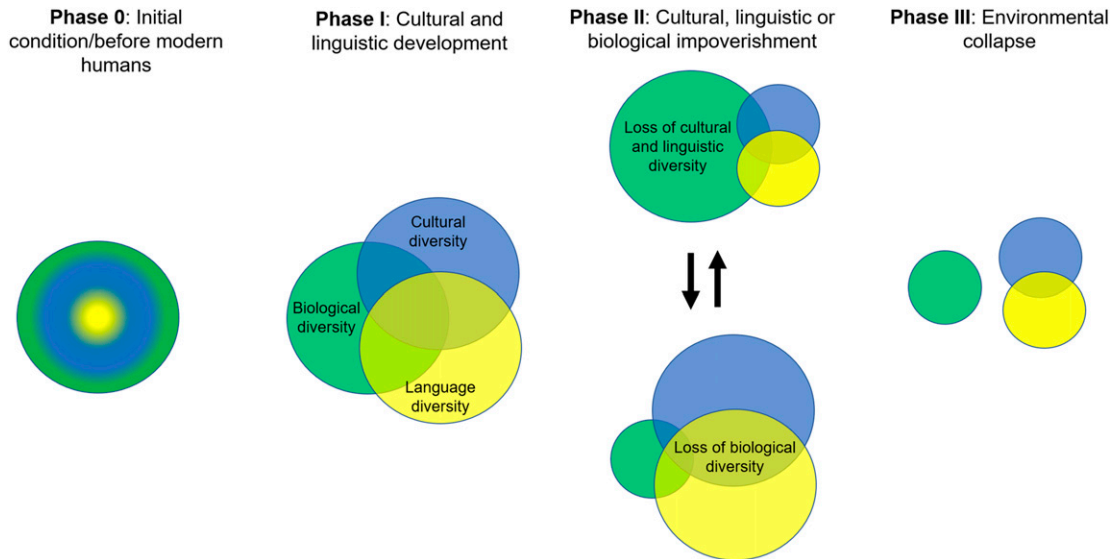 Phase 0: Initial
condition/before modern
humans
Phase I: Cultural and
linguistic development
Phase II: Cultural, linguistic or
biological impoverishment
Phase III: Environmental
collapse
Loss of cultural
and linguistic
diversity
Cultural
diversity
Biological
diversity
Language
diversity
Loss of biological
diversity